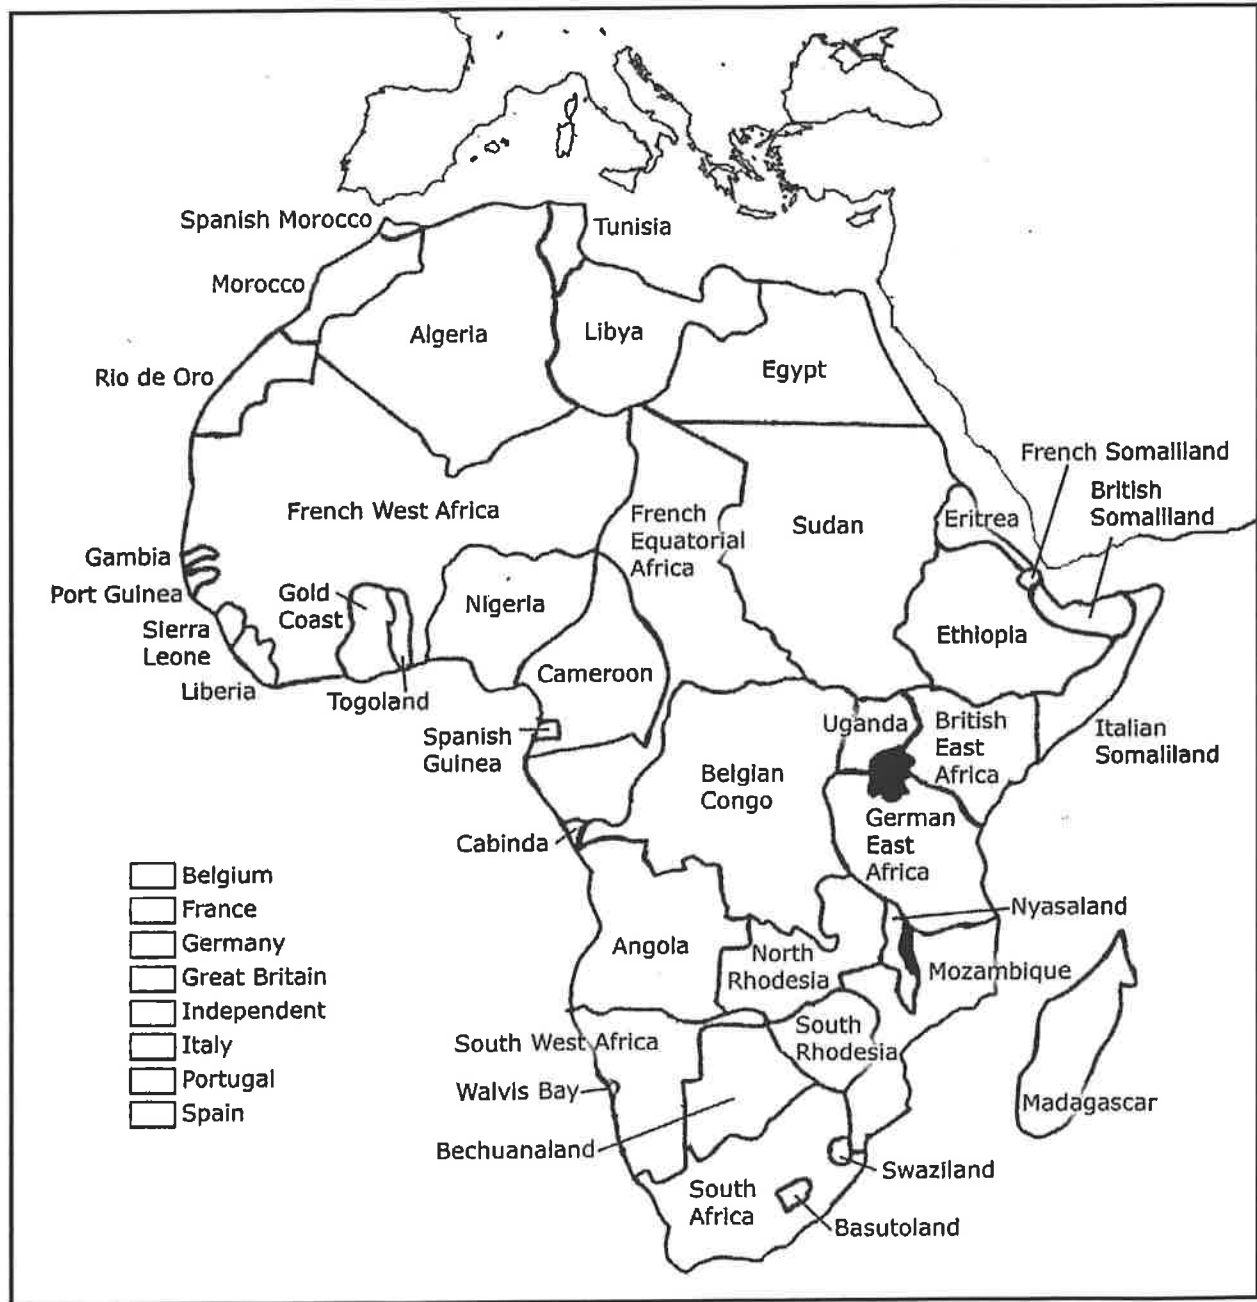 Spanish Morocco
Tunisia
Morocco
Algeria
Libya
Rio de Oro
Egypt
French Somaliland
British
Somaliland
French West Africa
French
Equatorial
Africa
Sudan
Eritrea
Gambia
Port Guinea
Gold
Coast
Nigeria
Sierra
Leone
Ethiopia
Liberia
Togoland
Cameroon
Spanish
Guinea
Uganda
British
East
Africa
Italian
Somaliland
Belgian
Congo
Cabinda
German
East
Africa
Belgium
France
Germany
Great Britain
Independent
Italy
Portugal
Spain
Nyasaland
Angola
North
Rhodesia
Mozambique
South West Africa
South
Rhodesia
Walvis Bay
Madagascar
Bechuanaland
Swaziland
South
Africa
Basutoland